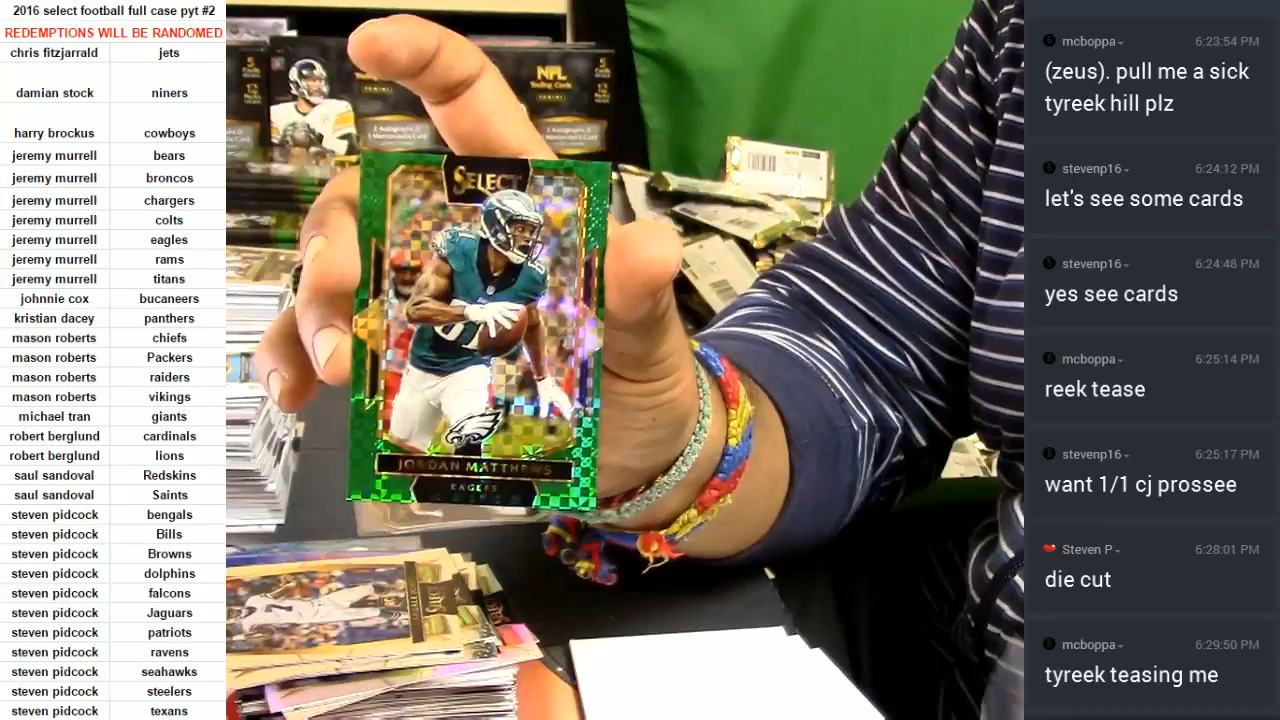 2016 select football full case pyt #2
REDEMPTIONS WILL BE RANDOMED
chris fitzjarrald jets
damian stock niners
harry brockus cowboys
jeremy murrell bears
jeremy murrell broncos
jeremy murrell chargers
jeremy murrell colts
jeremy murrell eagles
jeremy murrell rams
jeremy murrell titans
johnnie cox bucaneers
kristian dacey panthers
mason roberts chiefs
mason roberts Packers
mason roberts raiders
mason roberts vikings
michael tran giants
robert berglund cardinals
robert berglund lions
saul sandoval Redskins
saul sandoval Saints
steven pidcock bengals
steven pidcock Bills
steven pidcock Browns
steven pidcock dolphins
steven pidcock falcons
steven pidcock Jaguars
steven pidcock patriots
steven pidcock ravens
steven pidcock seahawks
steven pidcock steelers
steven pidcock texans
NFL
Trading Cards
PANINI
SELECT
81
JORDAN MATTHEWS
EAGLES
SELECT
mcboppa 6:23:54 PM
(zeus). pull me a sick
tyreek hill plz
stevenp16 6:24:12 PM
let's see some cards
stevenp16 6:24:48 PM
yes see cards
mcboppa 6:25:14 PM
reek tease
stevenp16 6:25:17 PM
want 1/1 cj prossee
Steven P 6:28:01 PM
die cut
mcboppa 6:29:50 PM
tyreek teasing me